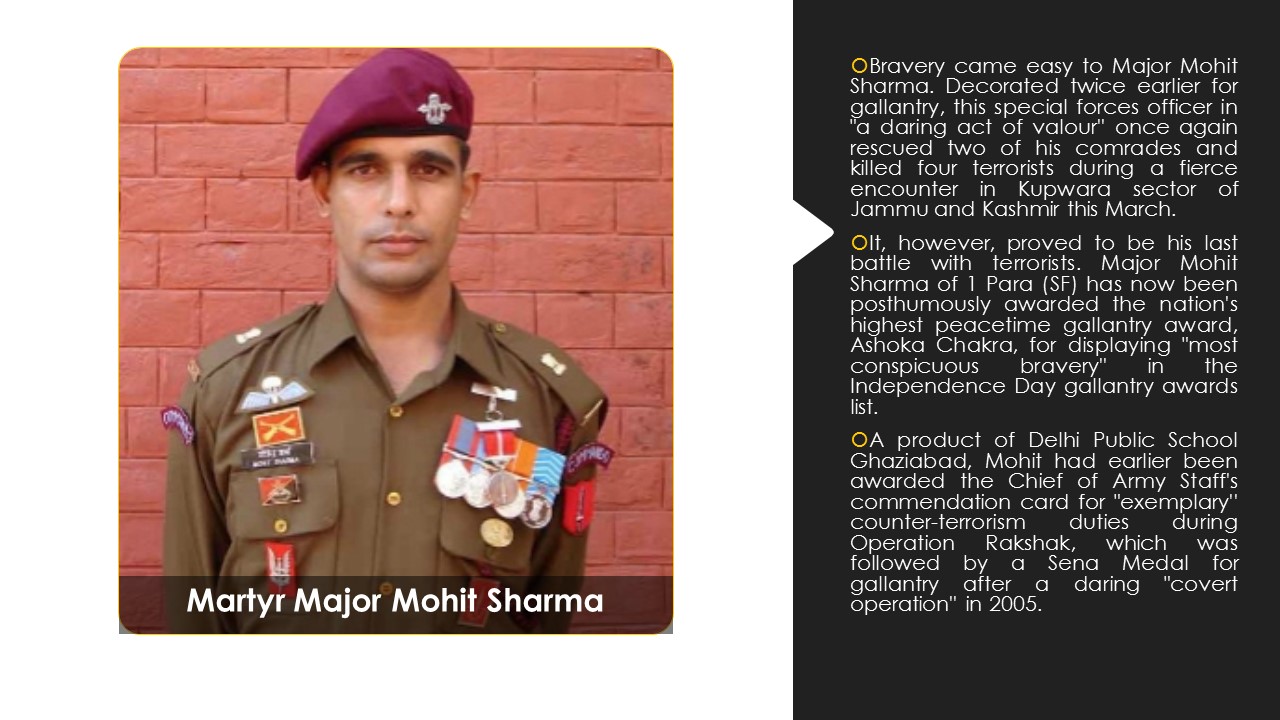 MOHIT SHARMA
Martyr Major Mohit Sharma
Bravery came easy to Major Mohit
Sharma. Decorated twice earlier for
gallantry, this special forces officer in
"a daring act of valour" once again
rescued two of his comrades and
killed four terrorists during a fierce
encounter in Kupwara sector of
Jammu and Kashmir this March.
It, however, proved to be his last
battle with terrorists. Major Mohit
Sharma of 1 Para (SF) has now been
posthumously awarded the nation's
highest peacetime gallantry award,
Ashoka Chakra, for displaying "most
conspicuous bravery" in the
Independence Day gallantry awards
list.
A product of Delhi Public School
Ghaziabad, Mohit had earlier been
awarded the Chief of Army Staff's
commendation card for "exemplary''
counter-terrorism duties during
Operation Rakshak, which was
followed by a Sena Medal for
gallantry after a daring "covert
operation" in 2005.